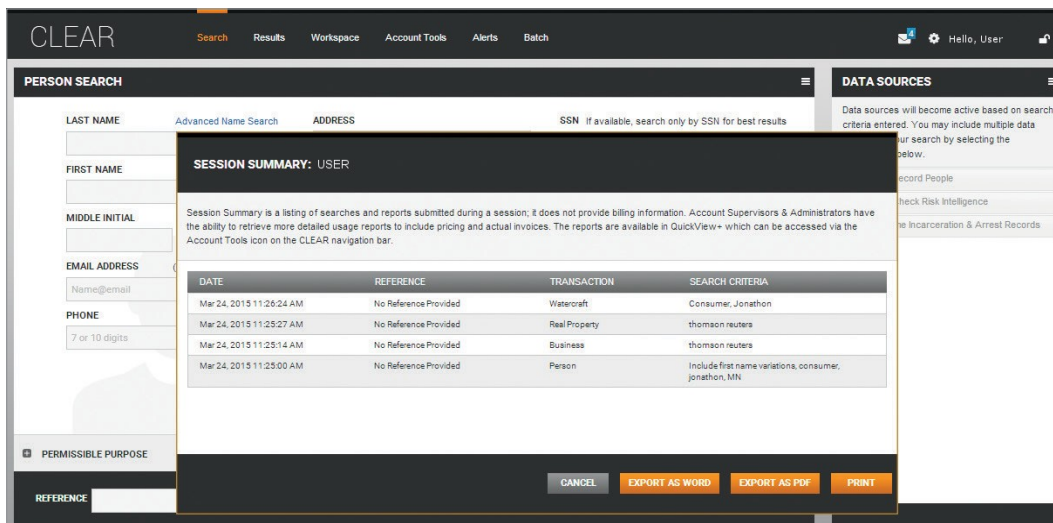 CLEAR
Search Results Workspace Account Tools Alerts Batch
4
Hello, User
PERSON SEARCH
LAST NAME Advanced Name Search ADDRESS SSN If available, search only by SSN for best results
FIRST NAME
MIDDLE INITIAL
EMAIL ADDRESS (
Name@email
PHONE
7 or 10 digits
PERMISSIBLE PURPOSE
REFERENCE
SESSION SUMMARY: USER
Session Summary is a listing of searches and reports submitted during a session; it does not provide billing information. Account Supervisors & Administrators have
the ability to retrieve more detailed usage reports to include pricing and actual invoices. The reports are available in QuickView+ which can be accessed via the
Account Tools icon on the CLEAR navigation bar.
DATE REFERENCE TRANSACTION SEARCH CRITERIA
Mar 24, 2015 11:26:24 AM No Reference Provided Watercraft Consumer, Jonathon
Mar 24, 2015 11:25:27 AM No Reference Provided Real Property thomson reuters
Mar 24, 2015 11:25:14 AM No Reference Provided Business thomson reuters
Mar 24, 2015 11:25:00 AM No Reference Provided Person Include first name variations, consumer,
jonathon, MN
CANCEL EXPORT AS WORD EXPORT AS PDF PRINT
DATA SOURCES
Data sources will become active based on search
criteria entered. You may include multiple data
ur search by selecting the
below.
ecord People
heck Risk Intelligence
Incarceration & Arrest Records